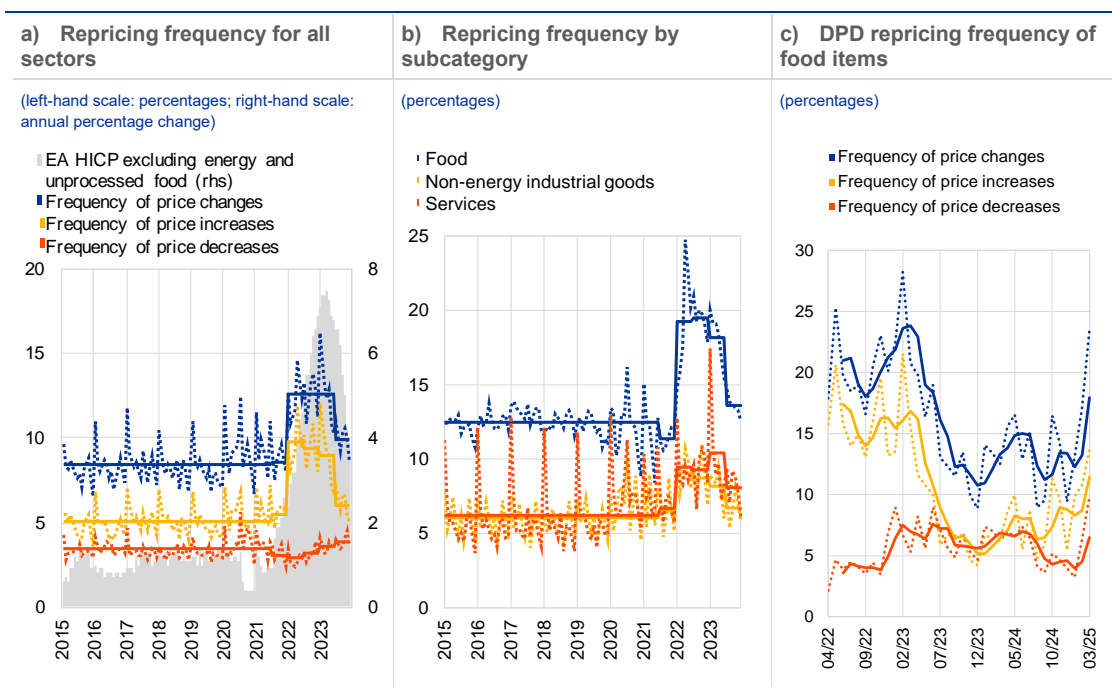 a) Repricing frequency for all
sectors
(left-hand scale: percentages; right-hand scale:
annual percentage change)
EA HICP excluding energy and
unprocessed food (rhs)
Frequency of price changes
Frequency of price increases
Frequency of price decreases
20
15
10
5
0
8
7
6
5
4
3
2
1
0
2015
2016
2017
2018
2019
2020
2021
2022
2023
b) Repricing frequency by
subcategory
(percentages)
Food
Non-energy industrial goods
Services
25
20
15
10
5
0
2015
2016
2017
2018
2019
2020
2021
2022
2023
c) DPD repricing frequency of
food items
(percentages)
Frequency of price changes
Frequency of price increases
Frequency of price decreases
30
25
20
15
10
5
0
04/22
09/22
02/23
07/23
12/23
05/24
10/24
03/25